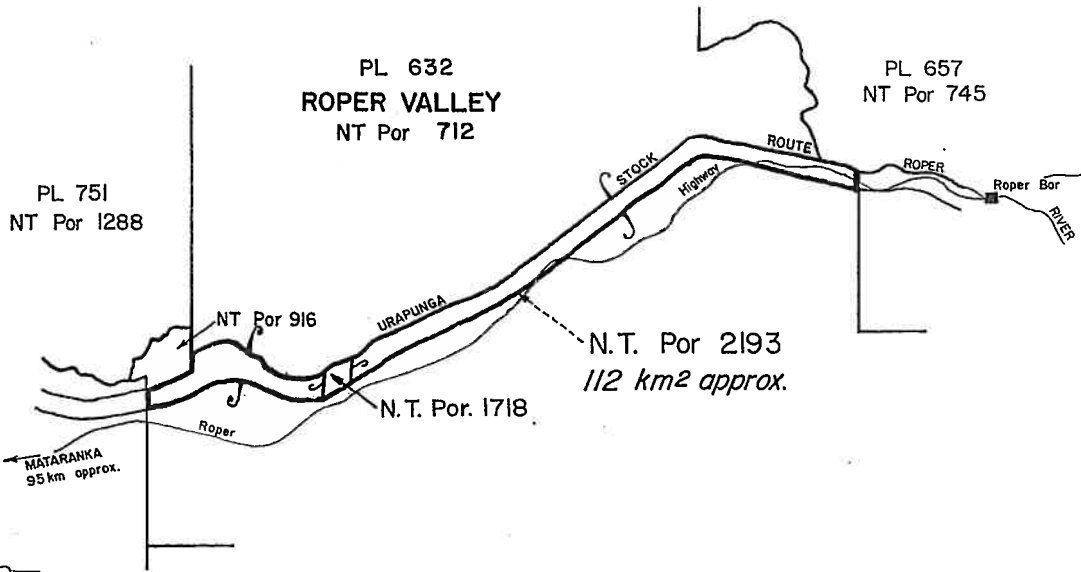 PL 632
ROPER VALLEY
NT Por 712
PL 657
NT Por 745
PL 751
NT Por 1288
STOCK
ROUTE
Highway
ROPER
Roper Bar
RIVER
NT Por 916
URAPUNGA
N.T. Por 2193
112 km2 approx.
N.T. Por. 1718
Roper
MATARANKA
95 km approx.